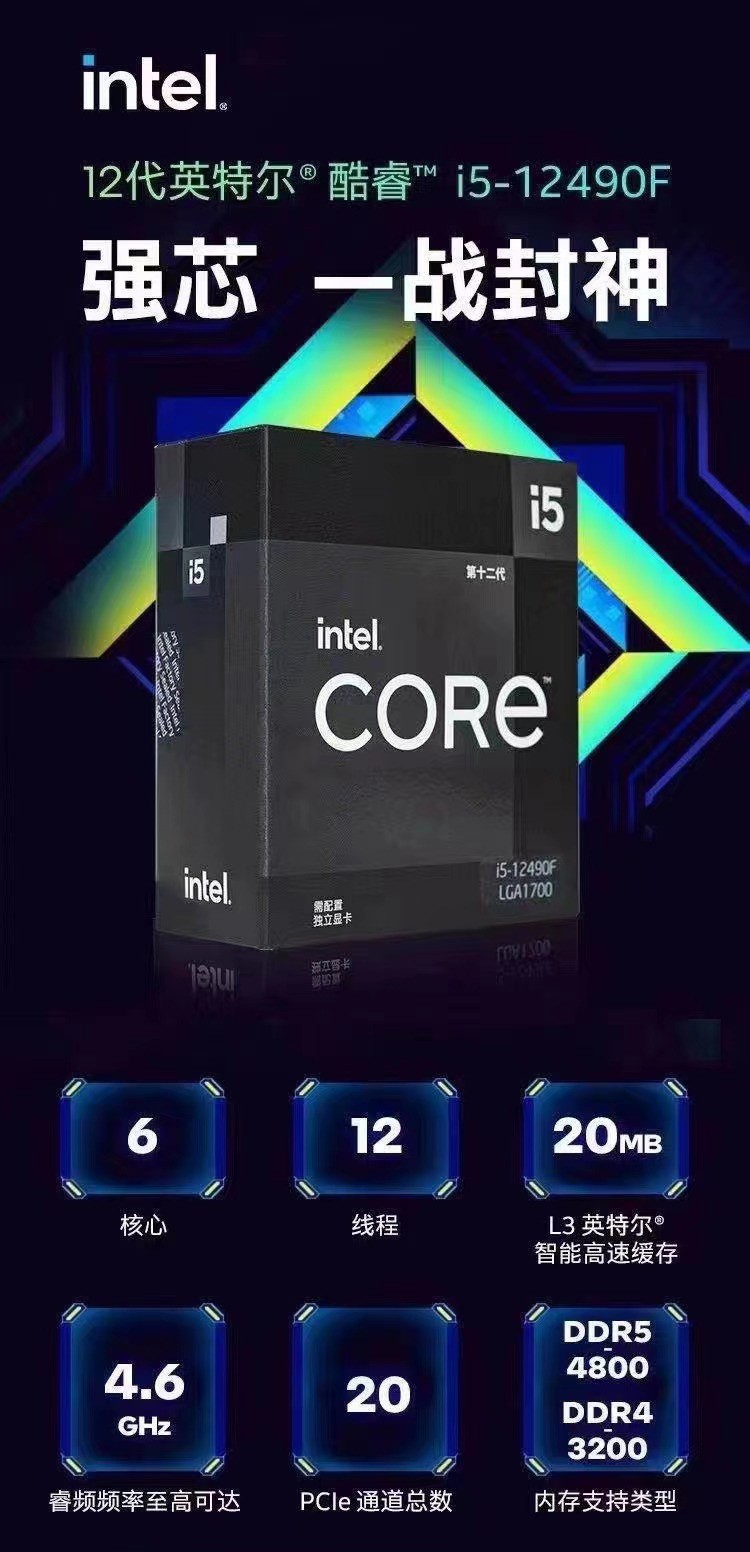 intel®
12代英特尔® 酷睿™ i5-12490F
强芯 一战封神
i5
i5
第十二代
intel.
CORE™
intel.
i5-12490F
LGA1700
需配置
独立显卡
6
12
20MB
核心
线程
L3 英特尔®
智能高速缓存
4.6
GHz
20
DDR5
-
4800
DDR4
-
3200
睿频频率至高可达
PCIe 通道总数
内存支持类型